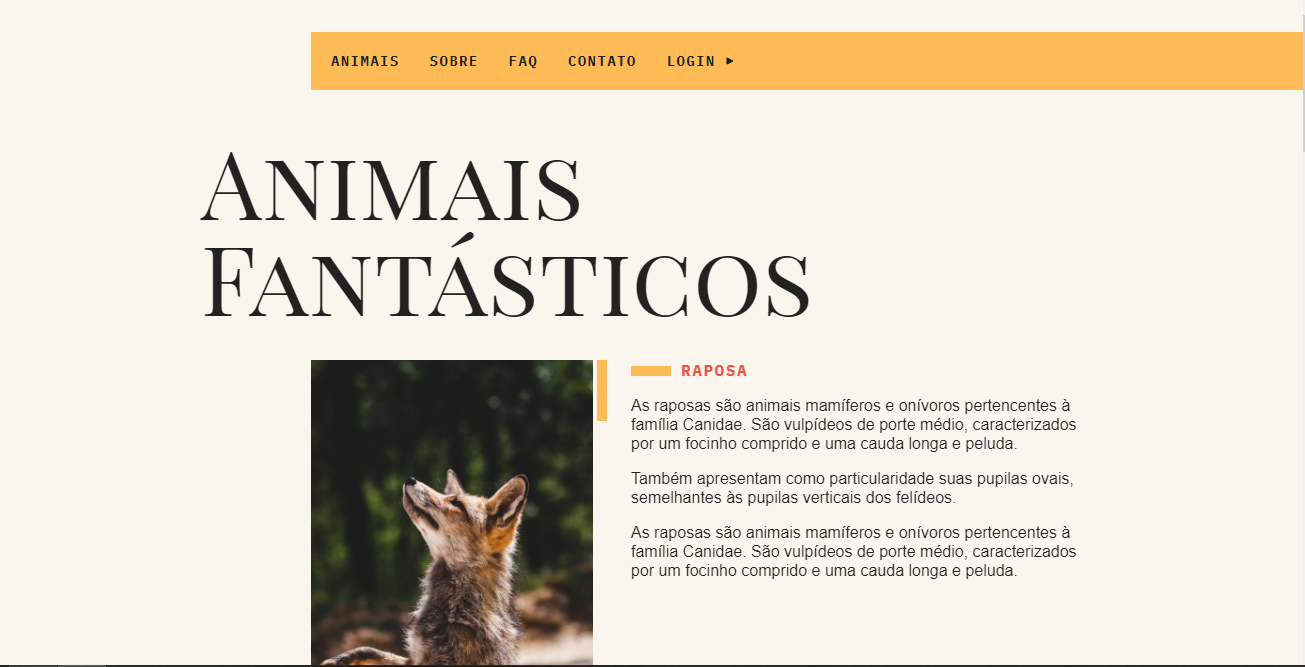 ANIMAIS SOBRE FAQ CONTATO LOGIN ▸
ANIMAIS
FANTÁSTICOS
RAPOSA
As raposas são animais mamíferos e onívoros pertencentes à
família Canidae. São vulpídeos de porte médio, caracterizados
por um focinho comprido e uma cauda longa e peluda.
Também apresentam como particularidade suas pupilas ovais,
semelhantes às pupilas verticais dos felídeos.
As raposas são animais mamíferos e onívoros pertencentes à
família Canidae. São vulpídeos de porte médio, caracterizados
por um focinho comprido e uma cauda longa e peluda.